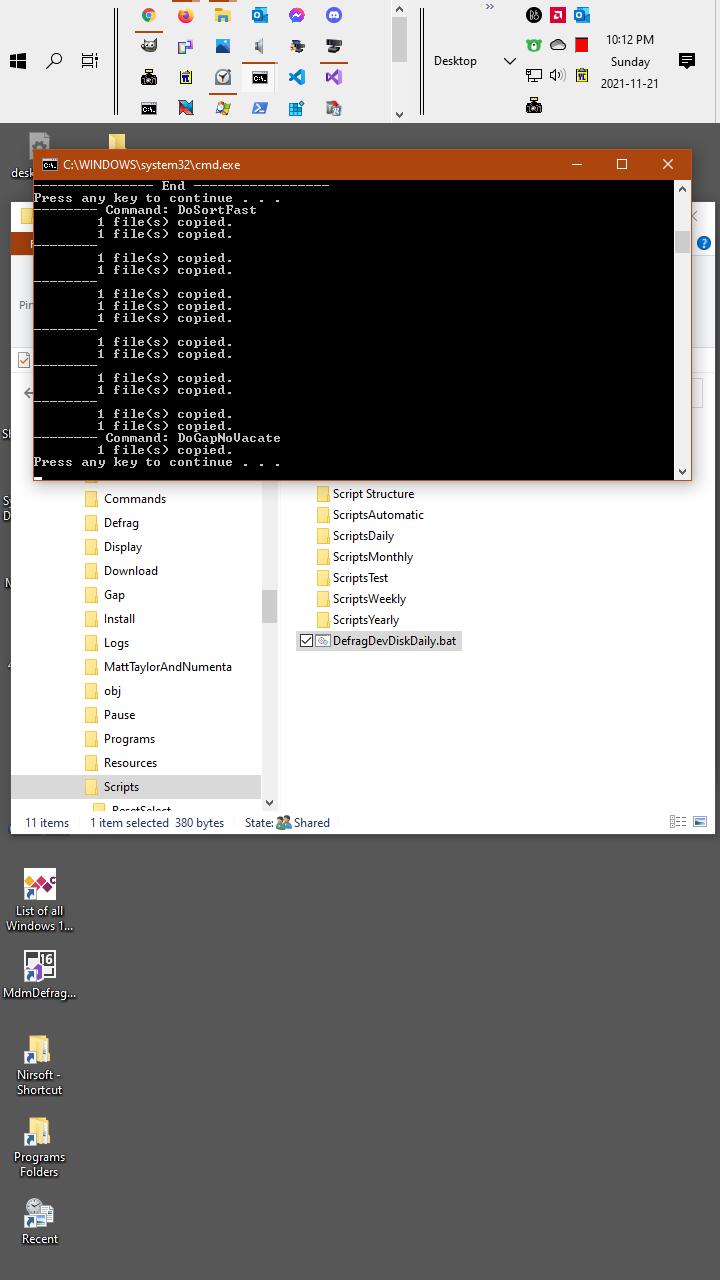 10:12 PM
Desktop
Sunday
2021-11-21
C:\WINDOWS\system32\cmd.exe
--------------- End -----------------
Press any key to continue . . .
-------- Command: DoSortFast
1 file(s) copied.
1 file(s) copied.
--------
1 file(s) copied.
1 file(s) copied.
--------
1 file(s) copied.
1 file(s) copied.
1 file(s) copied.
--------
1 file(s) copied.
1 file(s) copied.
--------
1 file(s) copied.
1 file(s) copied.
--------
1 file(s) copied.
1 file(s) copied.
-------- Command: DoGapNoVacate
1 file(s) copied.
Press any key to continue . . .
Commands
Defrag
Display
Download
Gap
Install
Logs
MattTaylorAndNumenta
obj
Pause
Programs
Resources
Scripts
ResetSelect
Script Structure
ScriptsAutomatic
ScriptsDaily
ScriptsMonthly
ScriptsTest
ScriptsWeekly
ScriptsYearly
DefragDevDiskDaily.bat
11 items 1 item selected 380 bytes State: Shared
List of all
Windows 1...
16
MdmDefrag...
Nirsoft -
Shortcut
Programs
Folders
Recent